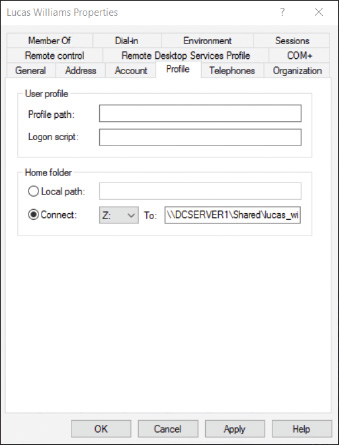 Lucas Williams Properties
?
Member Of Dial-in Environment Sessions
Remote control Remote Desktop Services Profile COM+
General Address Account Profile Telephones Organization
User profile
Profile path:
Logon script:
Home folder
Local path:
Connect: Z: To: \\DCSERVER1\Shared\lucas_wi
OK Cancel Apply Help